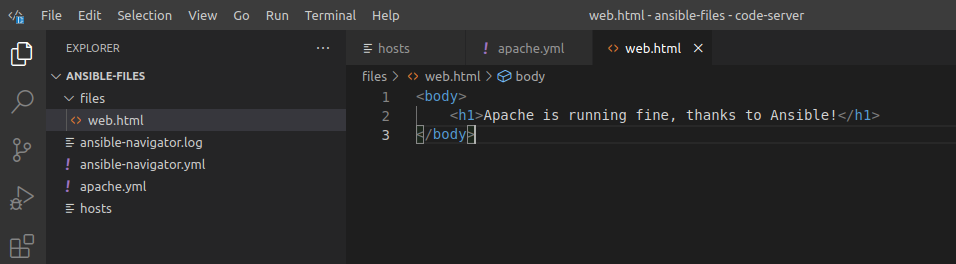 File Edit Selection View Go Run Terminal Help web.html - ansible-files - code-server
EXPLORER ···
ANSIBLE-FILES
files
web.html
ansible-navigator.log
ansible-navigator.yml
apache.yml
hosts
hosts apache.yml web.html
files > web.html > body
1 <body>
2     <h1>Apache is running fine, thanks to Ansible!</h1>
3 </body>